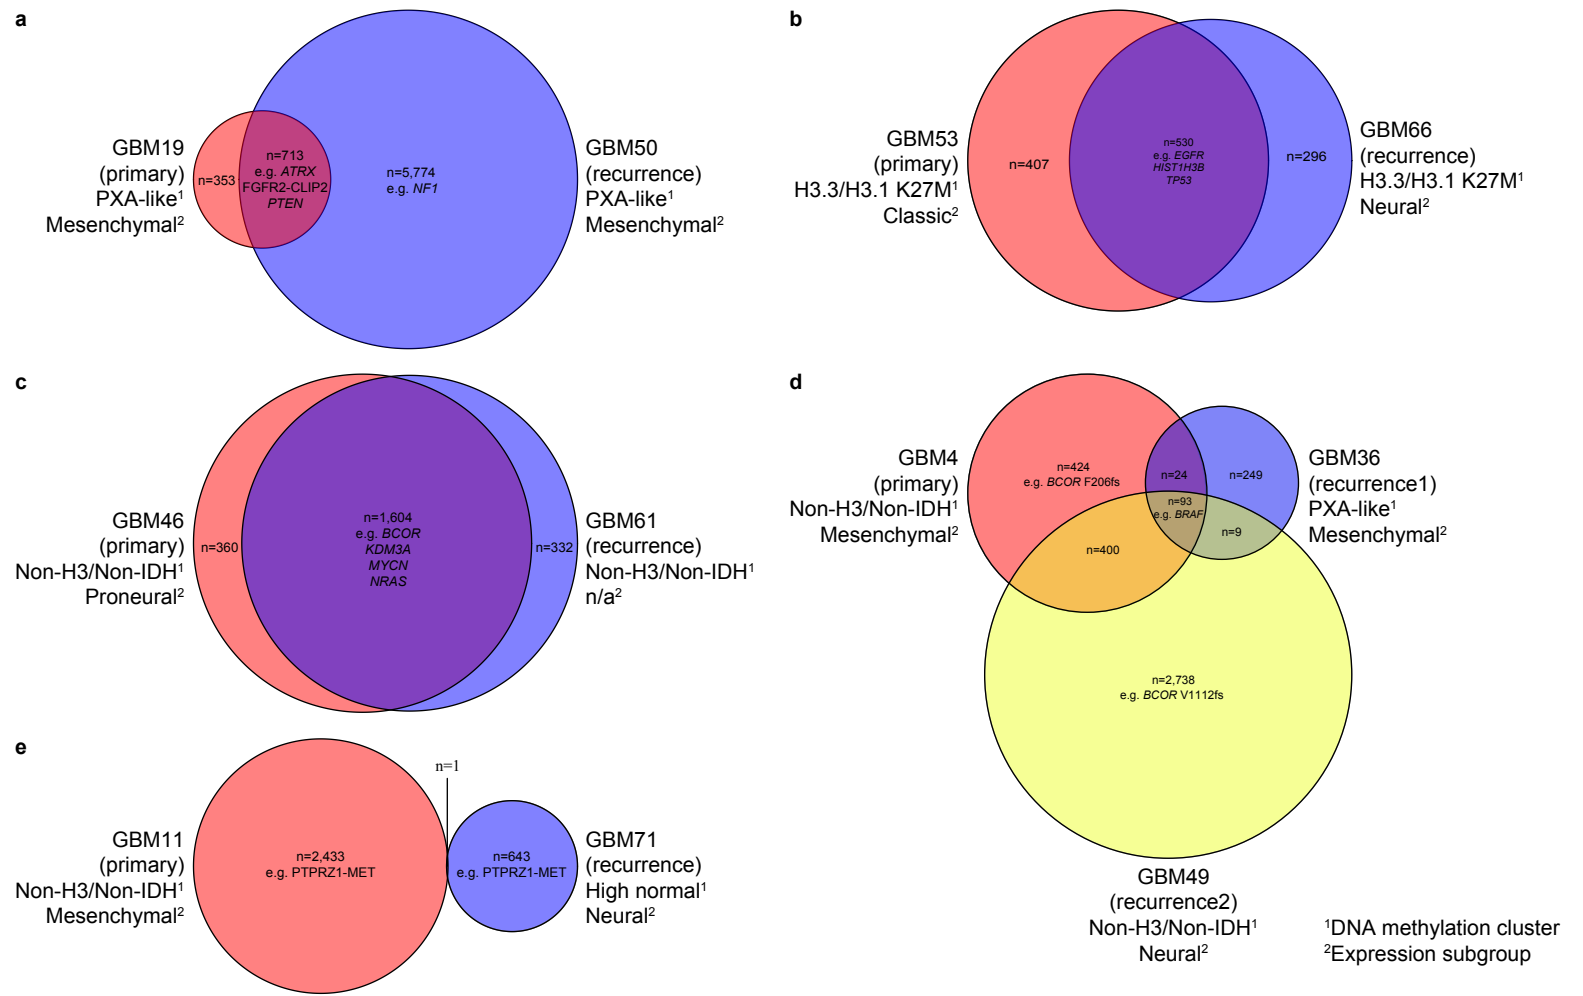 a
GBM19
(primary)
PXA-like¹
Mesenchymal²
n=353
n=713
e.g. ATRX
FGFR2-CLIP2
PTEN
n=5,774
e.g. NF1
GBM50
(recurrence)
PXA-like¹
Mesenchymal²
b
GBM53
(primary)
H3.3/H3.1 K27M¹
Classic²
n=407
n=530
e.g. EGFR
HIST1H3B
TP53
n=296
GBM66
(recurrence)
H3.3/H3.1 K27M¹
Neural²
c
GBM46
(primary)
Non-H3/Non-IDH¹
Proneural²
n=360
n=1,604
e.g. BCOR
KDM3A
MYCN
NRAS
n=332
GBM61
(recurrence)
Non-H3/Non-IDH¹
n/a²
d
GBM4
(primary)
Non-H3/Non-IDH¹
Mesenchymal²
n=424
e.g. BCOR F206fs
n=24
n=249
n=93
e.g. BRAF
n=9
n=400
GBM36
(recurrence1)
PXA-like¹
Mesenchymal²
n=2,738
e.g. BCOR V1112fs
GBM49
(recurrence2)
Non-H3/Non-IDH¹
Neural²
e
GBM11
(primary)
Non-H3/Non-IDH¹
Mesenchymal²
n=2,433
e.g. PTPRZ1-MET
n=1
n=643
e.g. PTPRZ1-MET
GBM71
(recurrence)
High normal¹
Neural²
¹DNA methylation cluster
²Expression subgroup